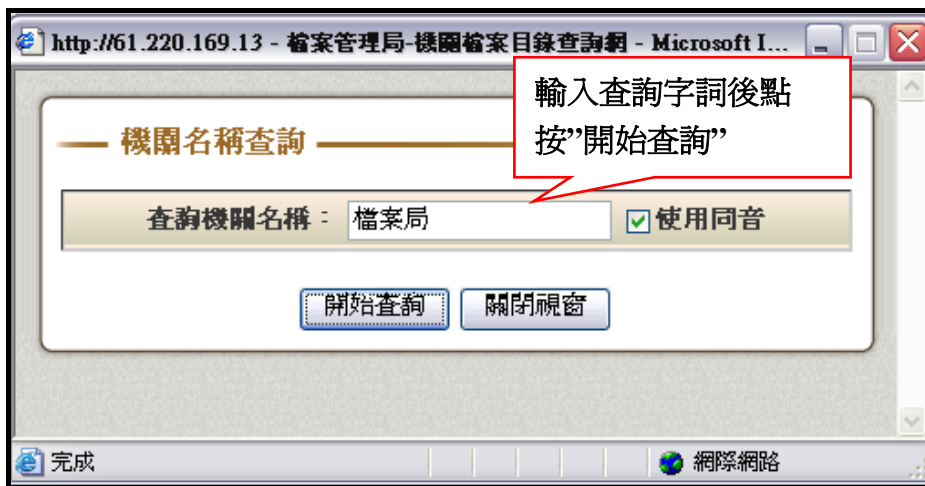 http://61.220.169.13 - 檔案管理局-機關檔案目錄查詢網 - Microsoft I...
輸入查詢字詞後點
按”開始查詢”
機關名稱查詢
查詢機關名稱：檔案局 使用同音
開始查詢 關閉視窗
完成 網際網路